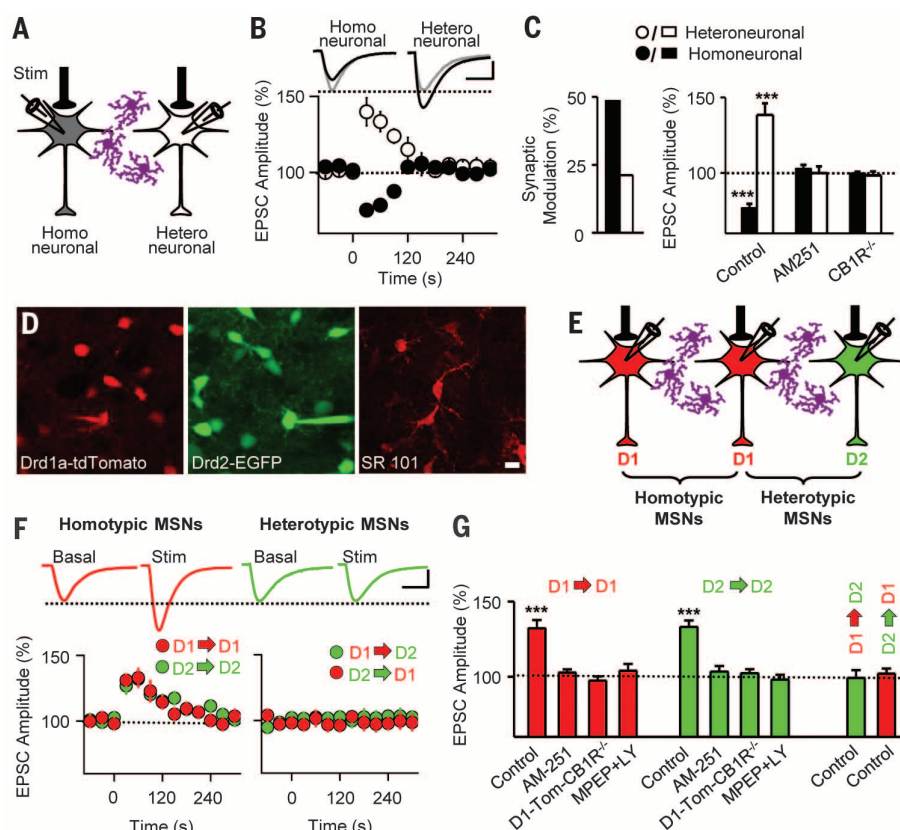 A
Stim
Homo
neuronal
Hetero
neuronal
B
Homo
neuronal
Hetero
neuronal
EPSC Amplitude (%)
150
100
0
120
240
Time (s)
C
Heteroneuronal
Homoneuronal
Synaptic
Modulation (%)
50
25
0
EPSC Amplitude (%)
150
100
***
***
Control
AM251
CB1R-/-
D
Drd1a-tdTomato
Drd2-EGFP
SR 101
E
D1
D1
D2
Homotypic
MSNs
Heterotypic
MSNs
F
Homotypic MSNs
Heterotypic MSNs
Basal
Stim
Basal
Stim
EPSC Amplitude (%)
150
100
D1 D1
D2 D2
D1 D2
D2 D1
0
120
240
0
120
240
Time (s)
Time (s)
G
EPSC Amplitude (%)
150
100
D1 D1
D2 D2
D1 D2
D2 D1
***
***
Control
AM-251
D1-Tom-CB1R-/-
MPEP+LY
Control
AM-251
D1-Tom-CB1R-/-
MPEP+LY
Control
Control